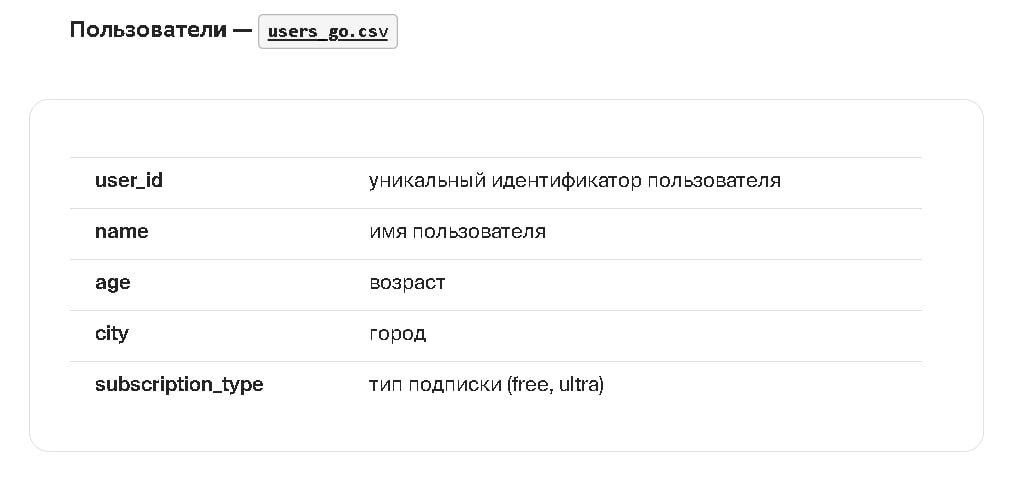 Пользователи — users_go.csv
user_id уникальный идентификатор пользователя
name имя пользователя
age возраст
city город
subscription_type тип подписки (free, ultra)